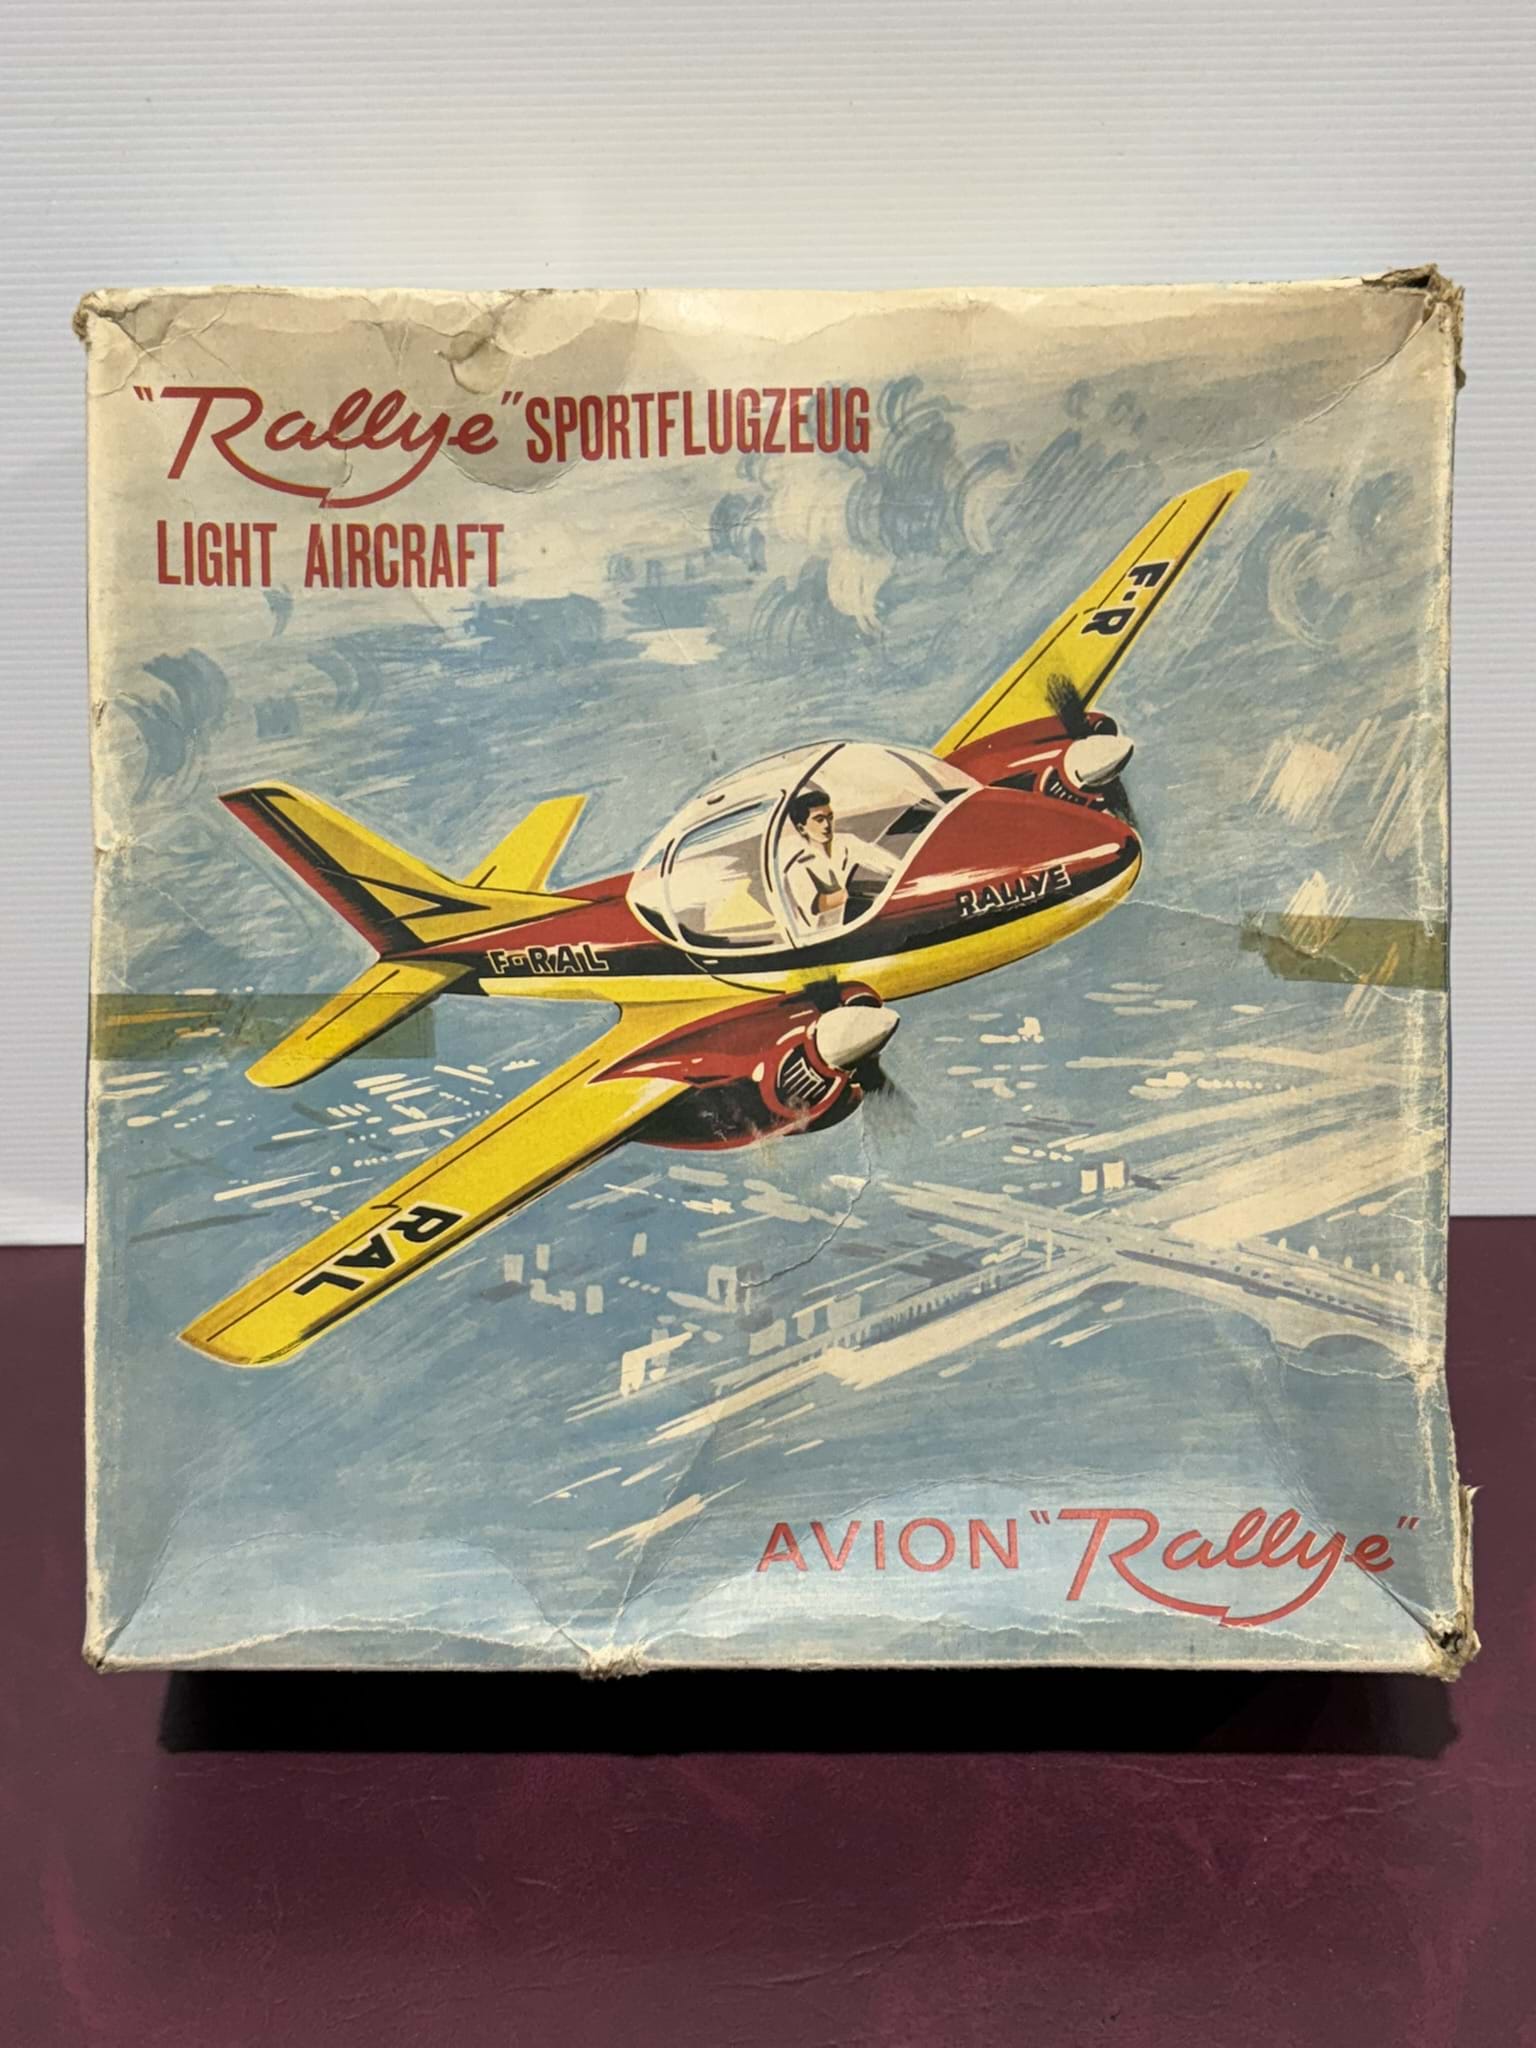 "Rallye" SPORTFLUGZEUG
LIGHT AIRCRAFT
F-R
RALLYE
F-RAL
RAL
AVION "Rallye"